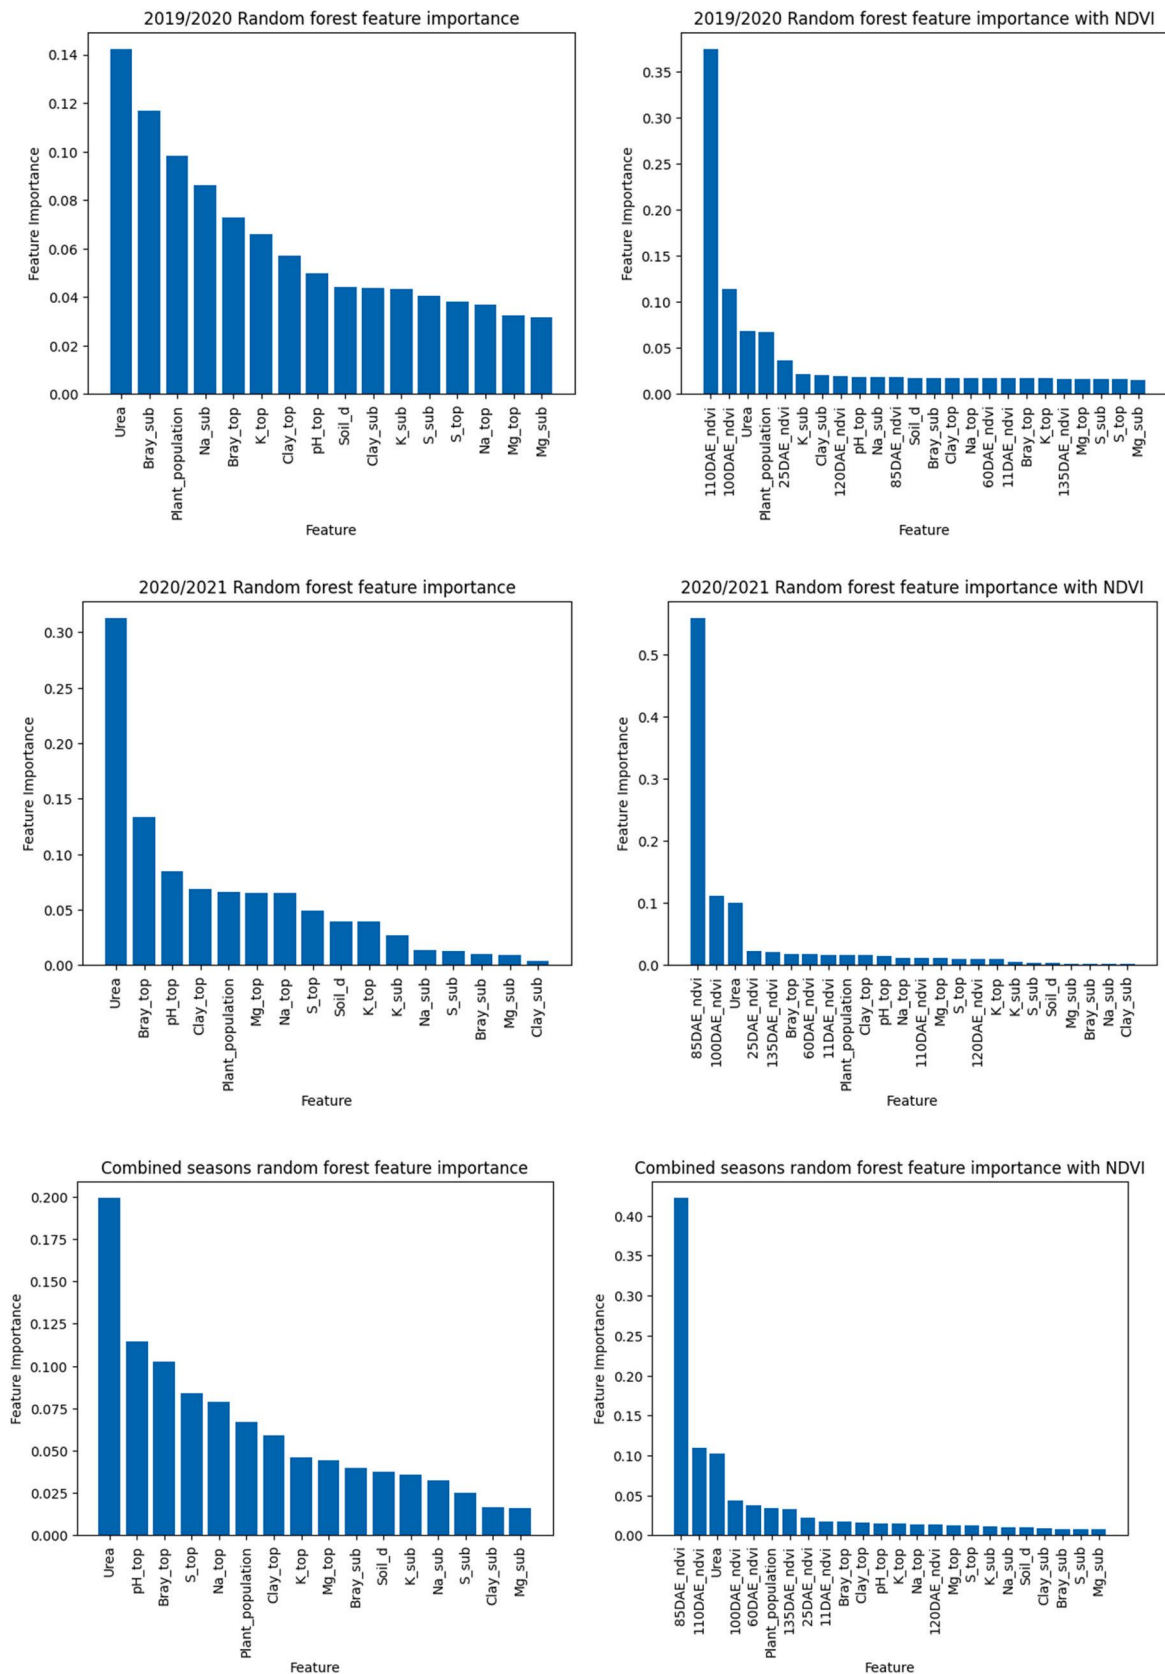 2019/2020 Random forest feature importance
Feature Importance
0.14
0.12
0.10
0.08
0.06
0.04
0.02
0.00
Urea
Bray_sub
Plant_population
Na_sub
Bray_top
K_top
Clay_top
pH_top
Soil_d
Clay_sub
K_sub
S_sub
S_top
Na_top
Mg_top
Mg_sub
Feature
2019/2020 Random forest feature importance with NDVI
Feature Importance
0.35
0.30
0.25
0.20
0.15
0.10
0.05
0.00
110DAE_ndvi
100DAE_ndvi
Urea
Plant_population
25DAE_ndvi
K_sub
Clay_sub
120DAE_ndvi
pH_top
Na_sub
85DAE_ndvi
Soil_d
Bray_sub
Clay_top
Na_top
60DAE_ndvi
11DAE_ndvi
Bray_top
K_top
135DAE_ndvi
Mg_top
S_sub
S_top
Mg_sub
Feature
2020/2021 Random forest feature importance
Feature Importance
0.30
0.25
0.20
0.15
0.10
0.05
0.00
Urea
Bray_top
pH_top
Clay_top
Plant_population
Mg_top
Na_top
S_top
Soil_d
K_top
K_sub
Na_sub
S_sub
Bray_sub
Mg_sub
Clay_sub
Feature
2020/2021 Random forest feature importance with NDVI
Feature Importance
0.5
0.4
0.3
0.2
0.1
0.0
85DAE_ndvi
100DAE_ndvi
Urea
25DAE_ndvi
135DAE_ndvi
Bray_top
60DAE_ndvi
11DAE_ndvi
Plant_population
Clay_top
pH_top
Na_top
110DAE_ndvi
Mg_top
S_top
120DAE_ndvi
K_top
K_sub
S_sub
Soil_d
Mg_sub
Bray_sub
Na_sub
Clay_sub
Feature
Combined seasons random forest feature importance
Feature Importance
0.200
0.175
0.150
0.125
0.100
0.075
0.050
0.025
0.000
Urea
pH_top
Bray_top
S_top
Na_top
Plant_population
Clay_top
K_top
Mg_top
Bray_sub
Soil_d
K_sub
Na_sub
S_sub
Clay_sub
Mg_sub
Feature
Combined seasons random forest feature importance with NDVI
Feature Importance
0.40
0.35
0.30
0.25
0.20
0.15
0.10
0.05
0.00
85DAE_ndvi
110DAE_ndvi
Urea
100DAE_ndvi
60DAE_ndvi
Plant_population
135DAE_ndvi
25DAE_ndvi
11DAE_ndvi
Bray_top
Clay_top
pH_top
K_top
Na_top
120DAE_ndvi
Mg_top
S_top
K_sub
Na_sub
Soil_d
Clay_sub
Bray_sub
S_sub
Mg_sub
Feature